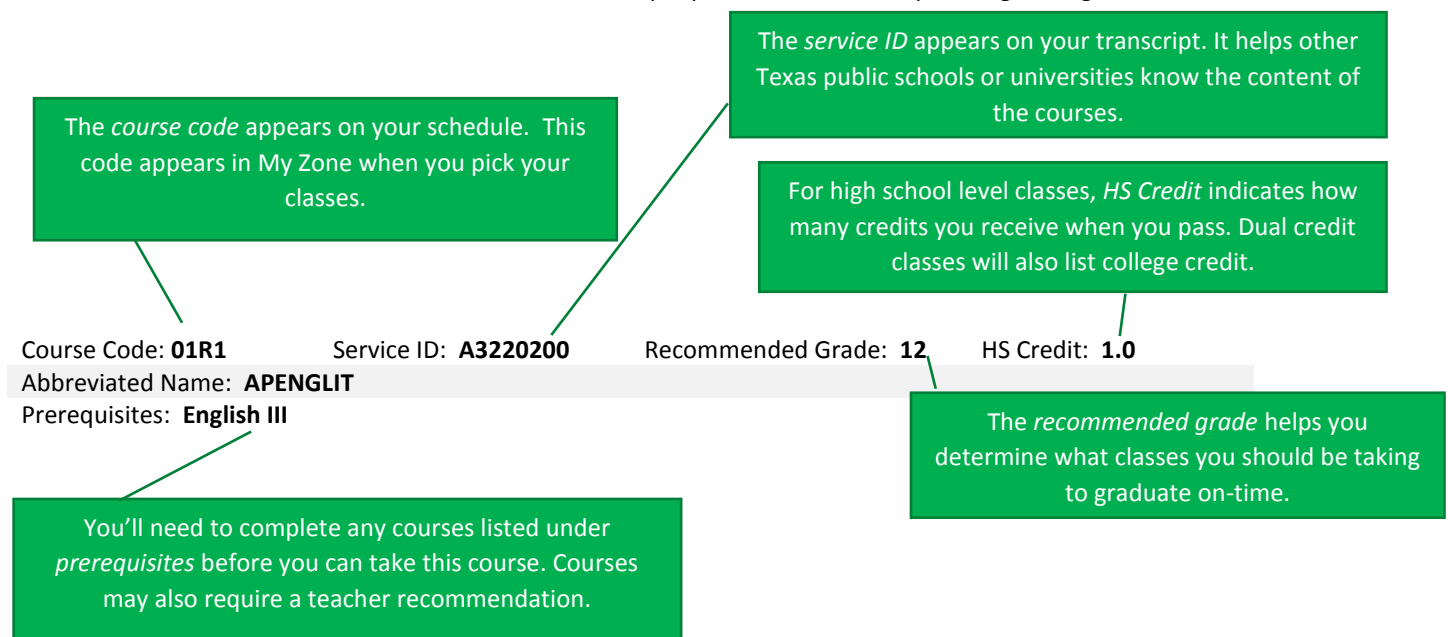 The service ID appears on your transcript. It helps other
Texas public schools or universities know the content of
the courses.
The course code appears on your schedule. This
code appears in My Zone when you pick your
classes.
For high school level classes, HS Credit indicates how
many credits you receive when you pass. Dual credit
classes will also list college credit.
Course Code: 01R1 Service ID: A3220200 Recommended Grade: 12 HS Credit: 1.0
Abbreviated Name: APENGLIT
Prerequisites: English III
The recommended grade helps you
determine what classes you should be taking
to graduate on-time.
You'll need to complete any courses listed under
prerequisites before you can take this course. Courses
may also require a teacher recommendation.